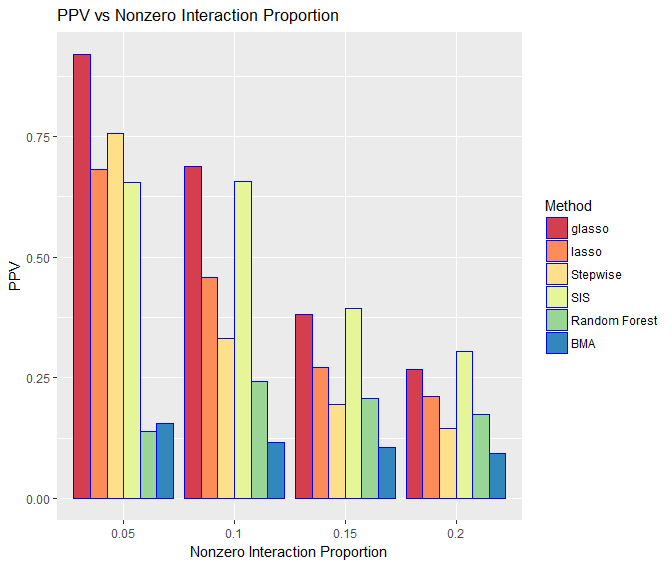 PPV vs Nonzero Interaction Proportion
PPV
0.75
0.50
0.25
0.00
0.05 0.1 0.15 0.2
Nonzero Interaction Proportion
Method
glasso
lasso
Stepwise
SIS
Random Forest
BMA